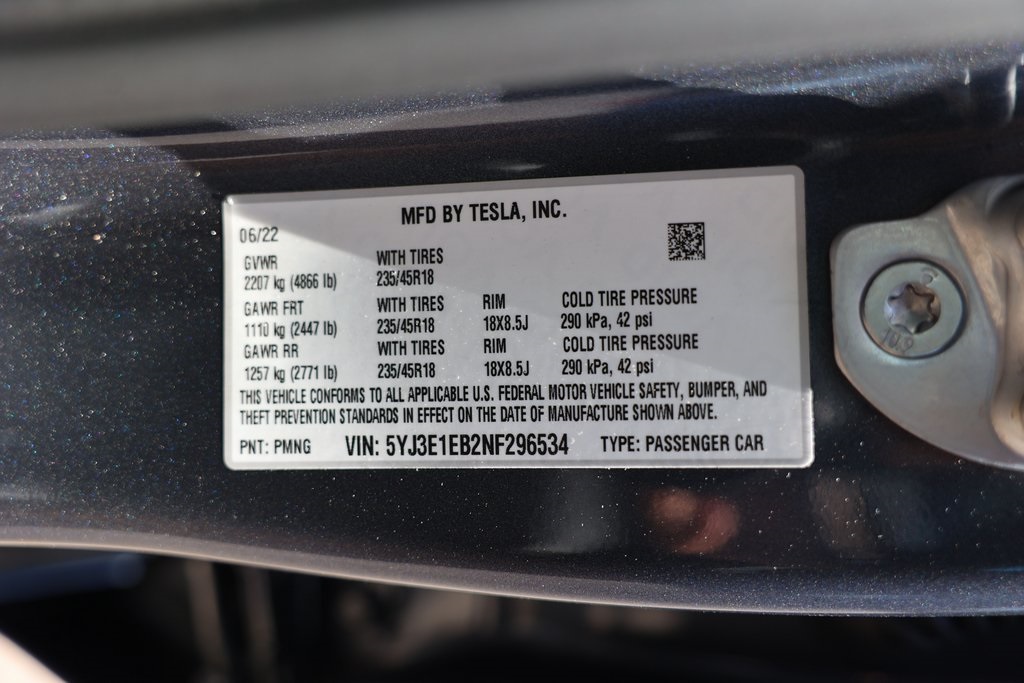 MFD BY TESLA, INC.
06/22
GVWR WITH TIRES
2207 kg (4866 lb) 235/45R18
GAWR FRT WITH TIRES RIM COLD TIRE PRESSURE
1110 kg (2447 lb) 235/45R18 18X8.5J 290 kPa, 42 psi
GAWR RR WITH TIRES RIM COLD TIRE PRESSURE
1257 kg (2771 lb) 235/45R18 18X8.5J 290 kPa, 42 psi
THIS VEHICLE CONFORMS TO ALL APPLICABLE U.S. FEDERAL MOTOR VEHICLE SAFETY, BUMPER, AND
THEFT PREVENTION STANDARDS IN EFFECT ON THE DATE OF MANUFACTURE SHOWN ABOVE.
PNT: PMNG VIN: 5YJ3E1EB2NF296534 TYPE: PASSENGER CAR
10.9